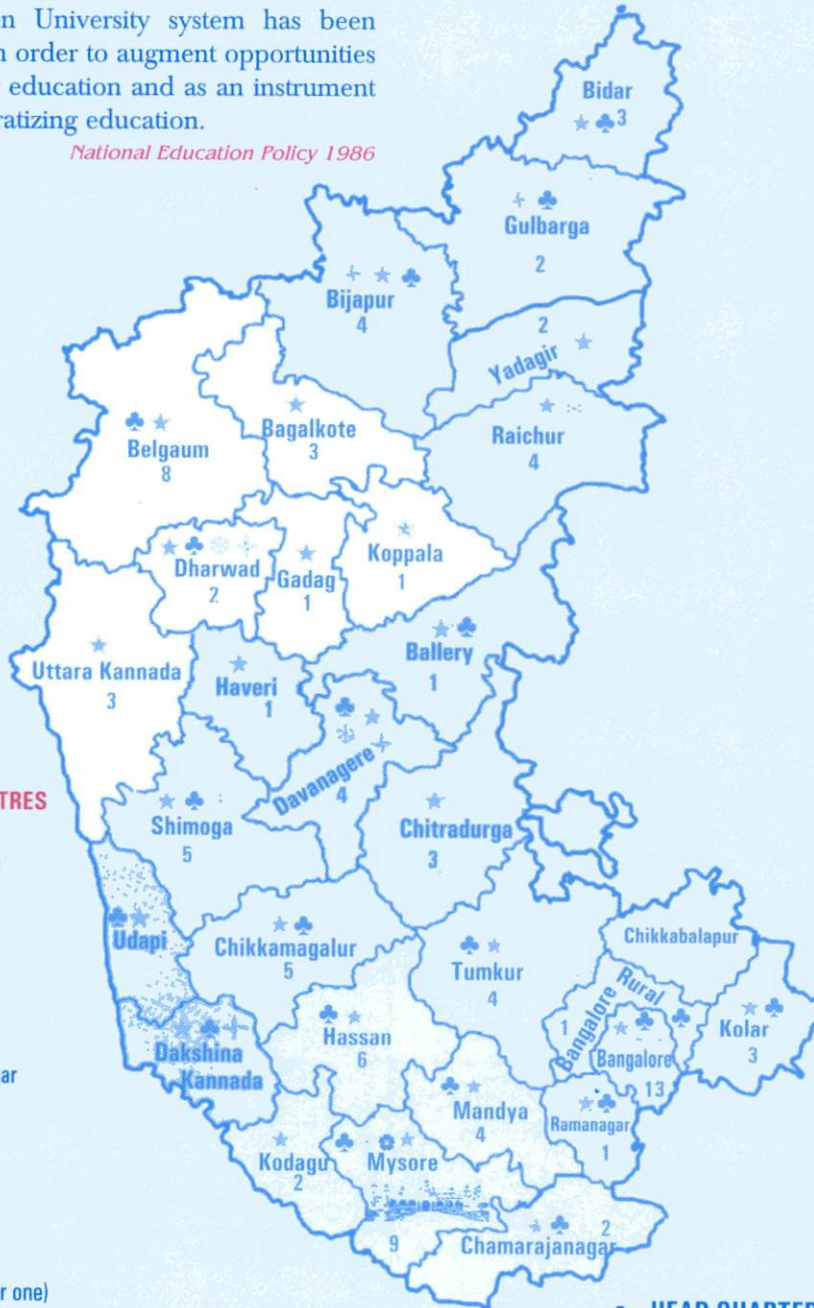 n University system has been
n order to augment opportunities
education and as an instrument
ratizing education.
National Education Policy 1986
Bidar
3
Gulbarga
2
Bijapur
4
2
Yadagir
Raichur
4
Bagalkote
3
Belgaum
8
Dharwad
2
Gadag
1
Koppala
1
Ballery
1
Uttara Kannada
3
Haveri
1
Davanagere
4
TRES
Shimoga
5
Chitradurga
3
Udapi
Chikkamagalur
5
Tumkur
4
Chikkabalapur
Bangalore Rural
1
Bangalore
13
Kolar
3
Hassan
6
Dakshina
Kannada
ar
Mandya
4
Ramanagar
1
Kodagu
2
Mysore
9
2
Chamarajanagar
r one)
HEAD QUARTER